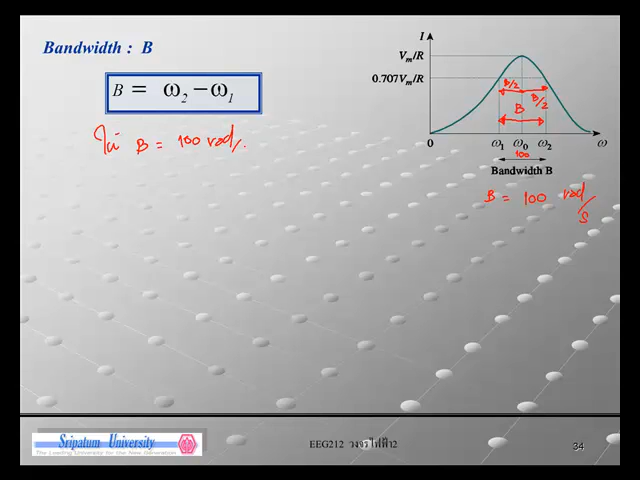 Bandwidth : B
B = ω2 – ω1
B = 100 rad/.
I
Vm/R
0.707Vm/R
B/2
B/2
B
0
ω1
ω0
ω2
ω
100
Bandwidth B
B = 100 rad/s
Sripatum University
The Leading University for the New Generation
EEG212 วงจรไฟฟ้า2
34